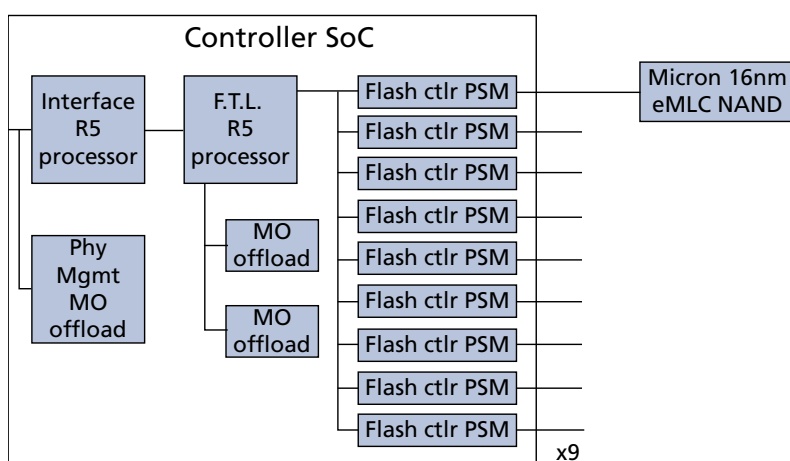 Controller SoC
Interface
R5
processor
F.T.L.
R5
processor
Phy
Mgmt
MO
offload
MO
offload
MO
offload
Flash ctlr PSM
Flash ctlr PSM
Flash ctlr PSM
Flash ctlr PSM
Flash ctlr PSM
Flash ctlr PSM
Flash ctlr PSM
Flash ctlr PSM
Flash ctlr PSM
Micron 16nm
eMLC NAND
x9